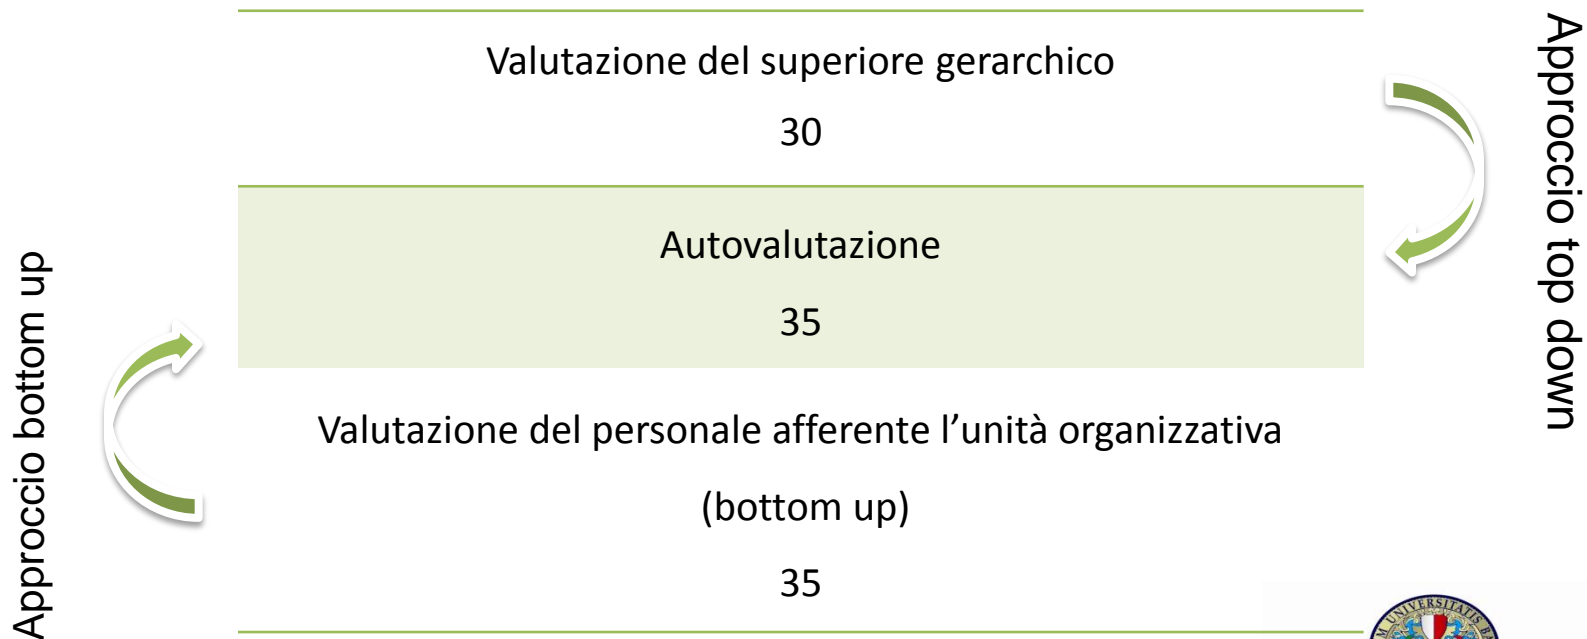 Valutazione del superiore gerarchico
30
Autovalutazione
35
Valutazione del personale afferente l’unità organizzativa
(bottom up)
35
Approccio bottom up
Approccio top down